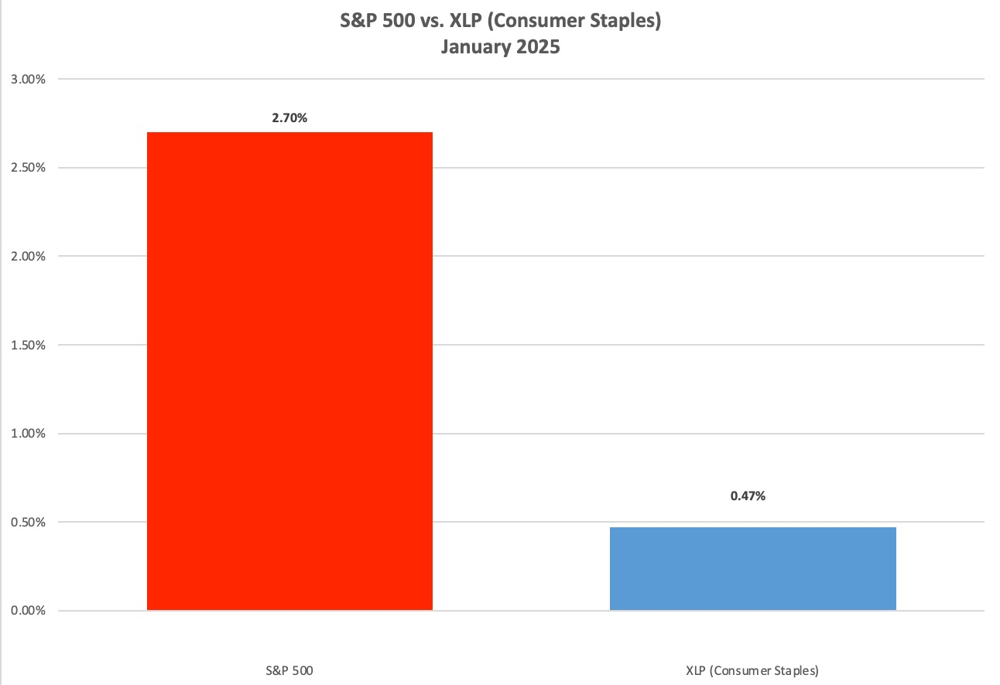 S&P 500 vs. XLP (Consumer Staples)
January 2025
3.00%
2.70%
2.50%
2.00%
1.50%
1.00%
0.47%
0.50%
0.00%
S&P 500
XLP (Consumer Staples)